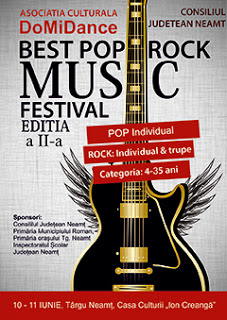 ASOCIATIA CULTURALA
DoMiDance
CONSILIUL
JUDEȚEAN NEAMȚ
BEST POP ROCK
MUSIC
FESTIVAL
EDITIA
a II-a
POP Individual
ROCK: Individual & trupe
Categoria: 4-35 ani
Sponsori:
Consiliul Județean Neamț
Primăria Municipiului Roman,
Primăria orașului Tg. Neamț
Inspectoratul Școlar
Județean Neamț
10 - 11 IUNIE, Târgu Neamț, Casa Culturii „Ion Creangă"